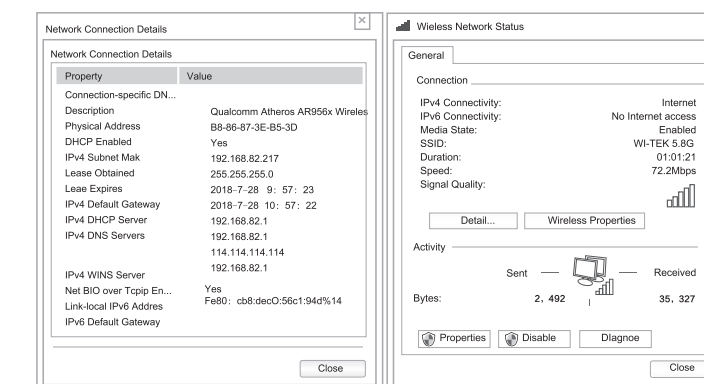 Network Connection Details
Network Connection Details
Property Value
Connection-specific DN...
Description Qualcomm Atheros AR956x Wireles
Physical Address B8-86-87-3E-B5-3D
DHCP Enabled Yes
IPv4 Subnet Mak 192.168.82.217
Lease Obtained 255.255.255.0
Leae Expires 2018-7-28 9: 57: 23
IPv4 Default Gateway 2018-7-28 10: 57: 22
IPv4 DHCP Server 192.168.82.1
IPv4 DNS Servers 192.168.82.1
114.114.114.114
IPv4 WINS Server 192.168.82.1
Net BIO over Tcpip En... Yes
Link-local IPv6 Addres Fe80: cb8:decO:56c1:94d%14
IPv6 Default Gateway
Close
Wieless Network Status
General
Connection
IPv4 Connectivity: Internet
IPv6 Connectivity: No Internet access
Media State: Enabled
SSID: WI-TEK 5.8G
Duration: 01:01:21
Speed: 72.2Mbps
Signal Quality:
Detail... Wireless Properties
Activity
Sent Received
Bytes: 2, 492 35, 327
Properties Disable DIagnoe
Close